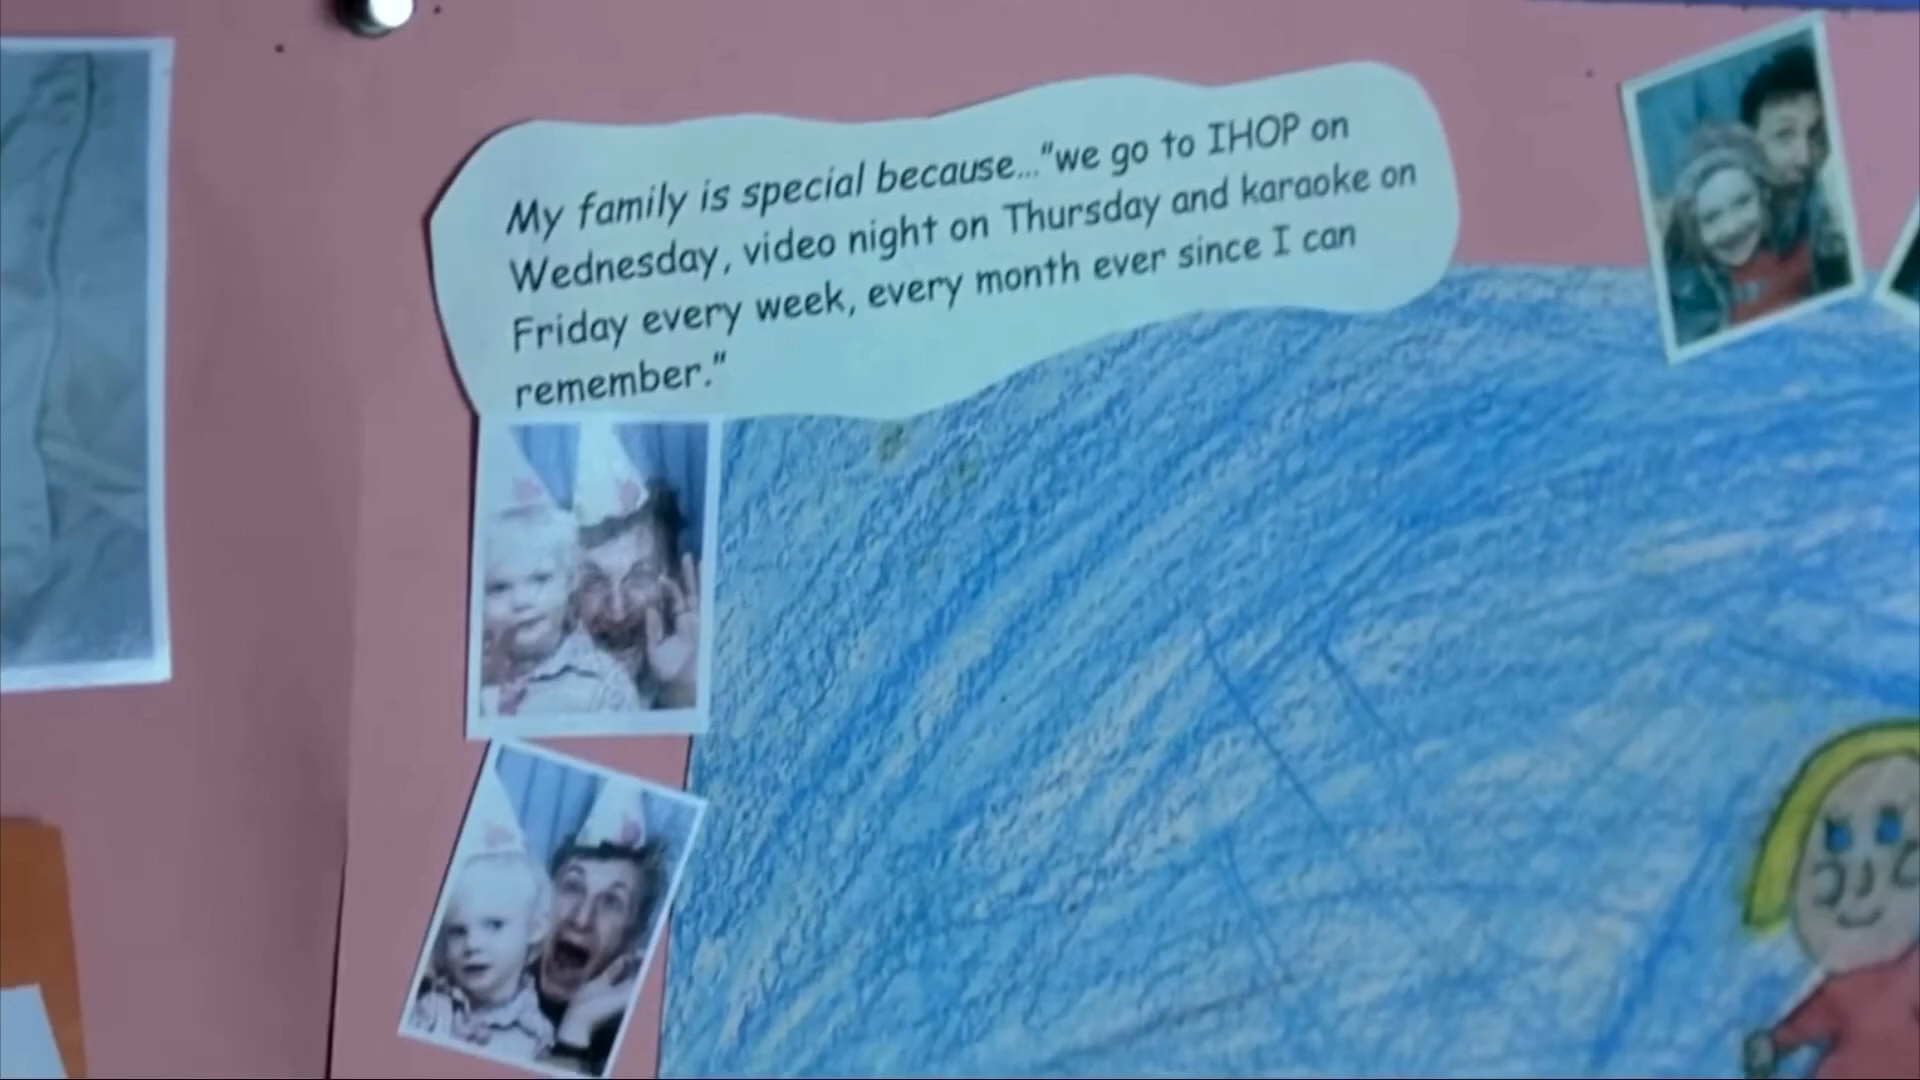 My family is special because..."we go to IHOP on
Wednesday, video night on Thursday and karaoke on
Friday every week, every month ever since I can
remember."